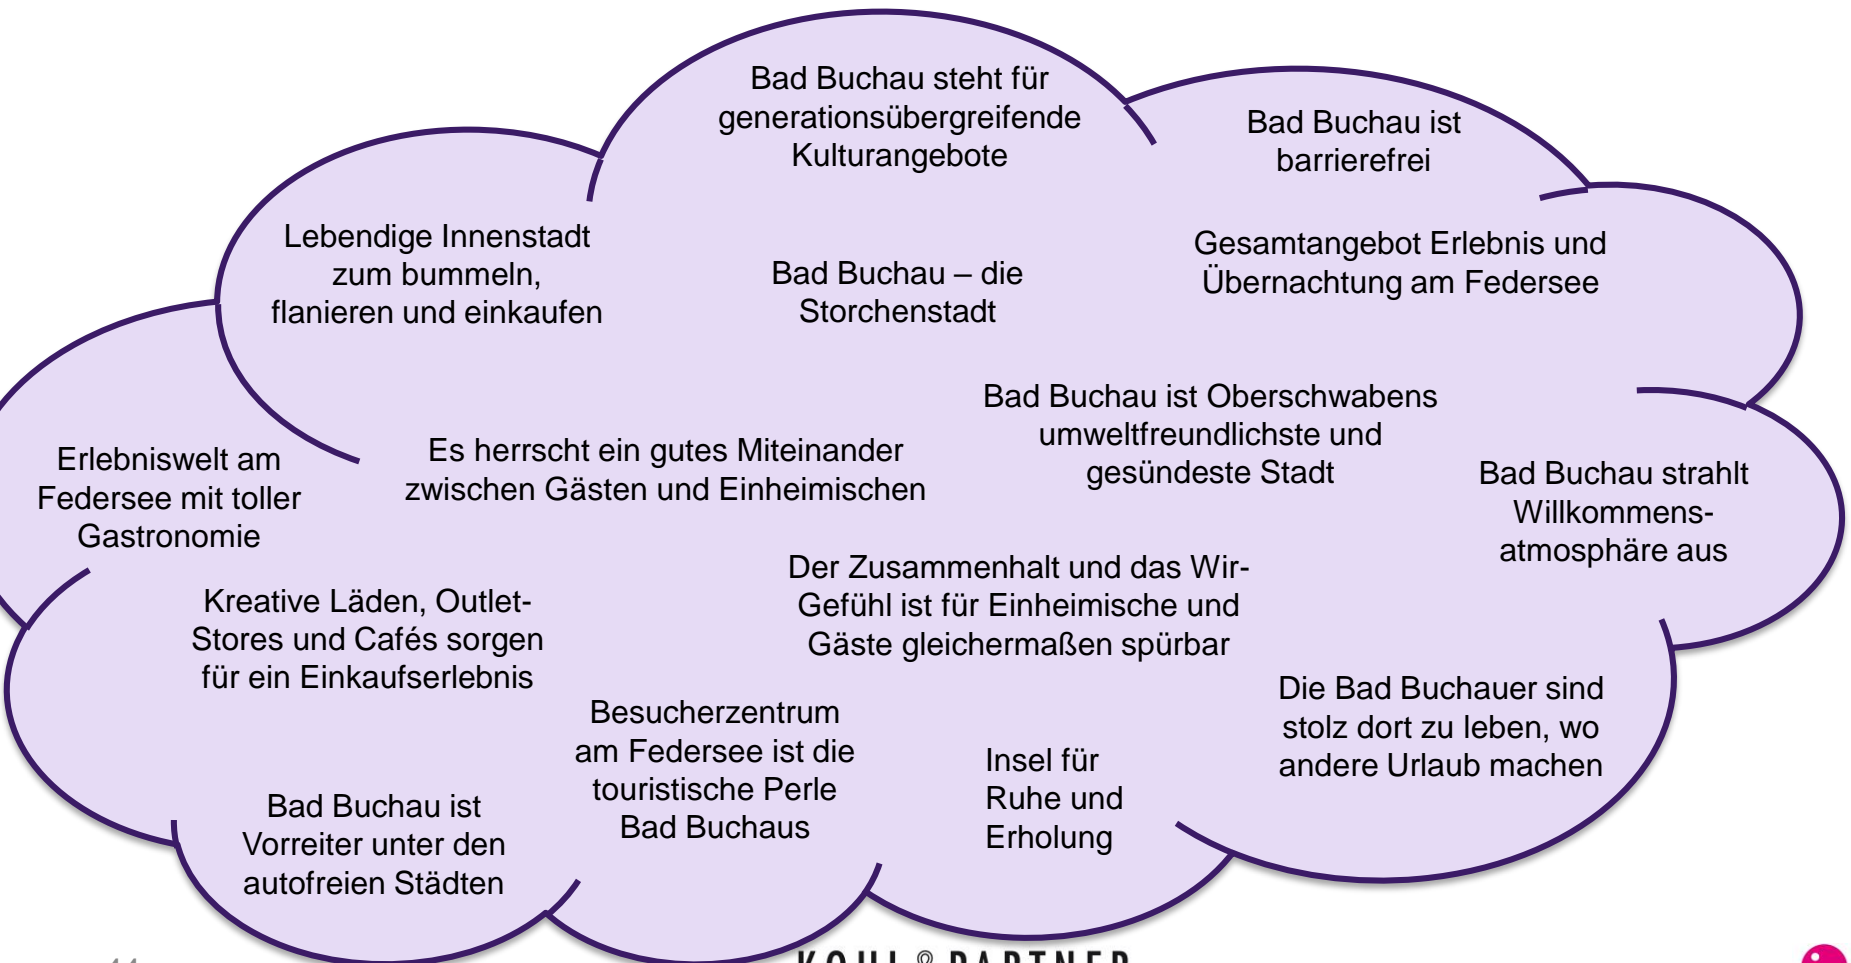 Bad Buchau steht für
generationsübergreifende
Kulturangebote
Bad Buchau ist
barrierefrei
Lebendige Innenstadt
zum bummeln,
flanieren und einkaufen
Bad Buchau – die
Storchenstadt
Gesamtangebot Erlebnis und
Übernachtung am Federsee
Erlebniswelt am
Federsee mit toller
Gastronomie
Es herrscht ein gutes Miteinander
zwischen Gästen und Einheimischen
Bad Buchau ist Oberschwabens
umweltfreundlichste und
gesündeste Stadt
Bad Buchau strahlt
Willkommens-
atmosphäre aus
Kreative Läden, Outlet-
Stores und Cafés sorgen
für ein Einkaufserlebnis
Der Zusammenhalt und das Wir-
Gefühl ist für Einheimische und
Gäste gleichermaßen spürbar
Besucherzentrum
am Federsee ist die
touristische Perle
Bad Buchaus
Insel für
Ruhe und
Erholung
Die Bad Buchauer sind
stolz dort zu leben, wo
andere Urlaub machen
Bad Buchau ist
Vorreiter unter den
autofreien Städten
KOHL & PARTNER